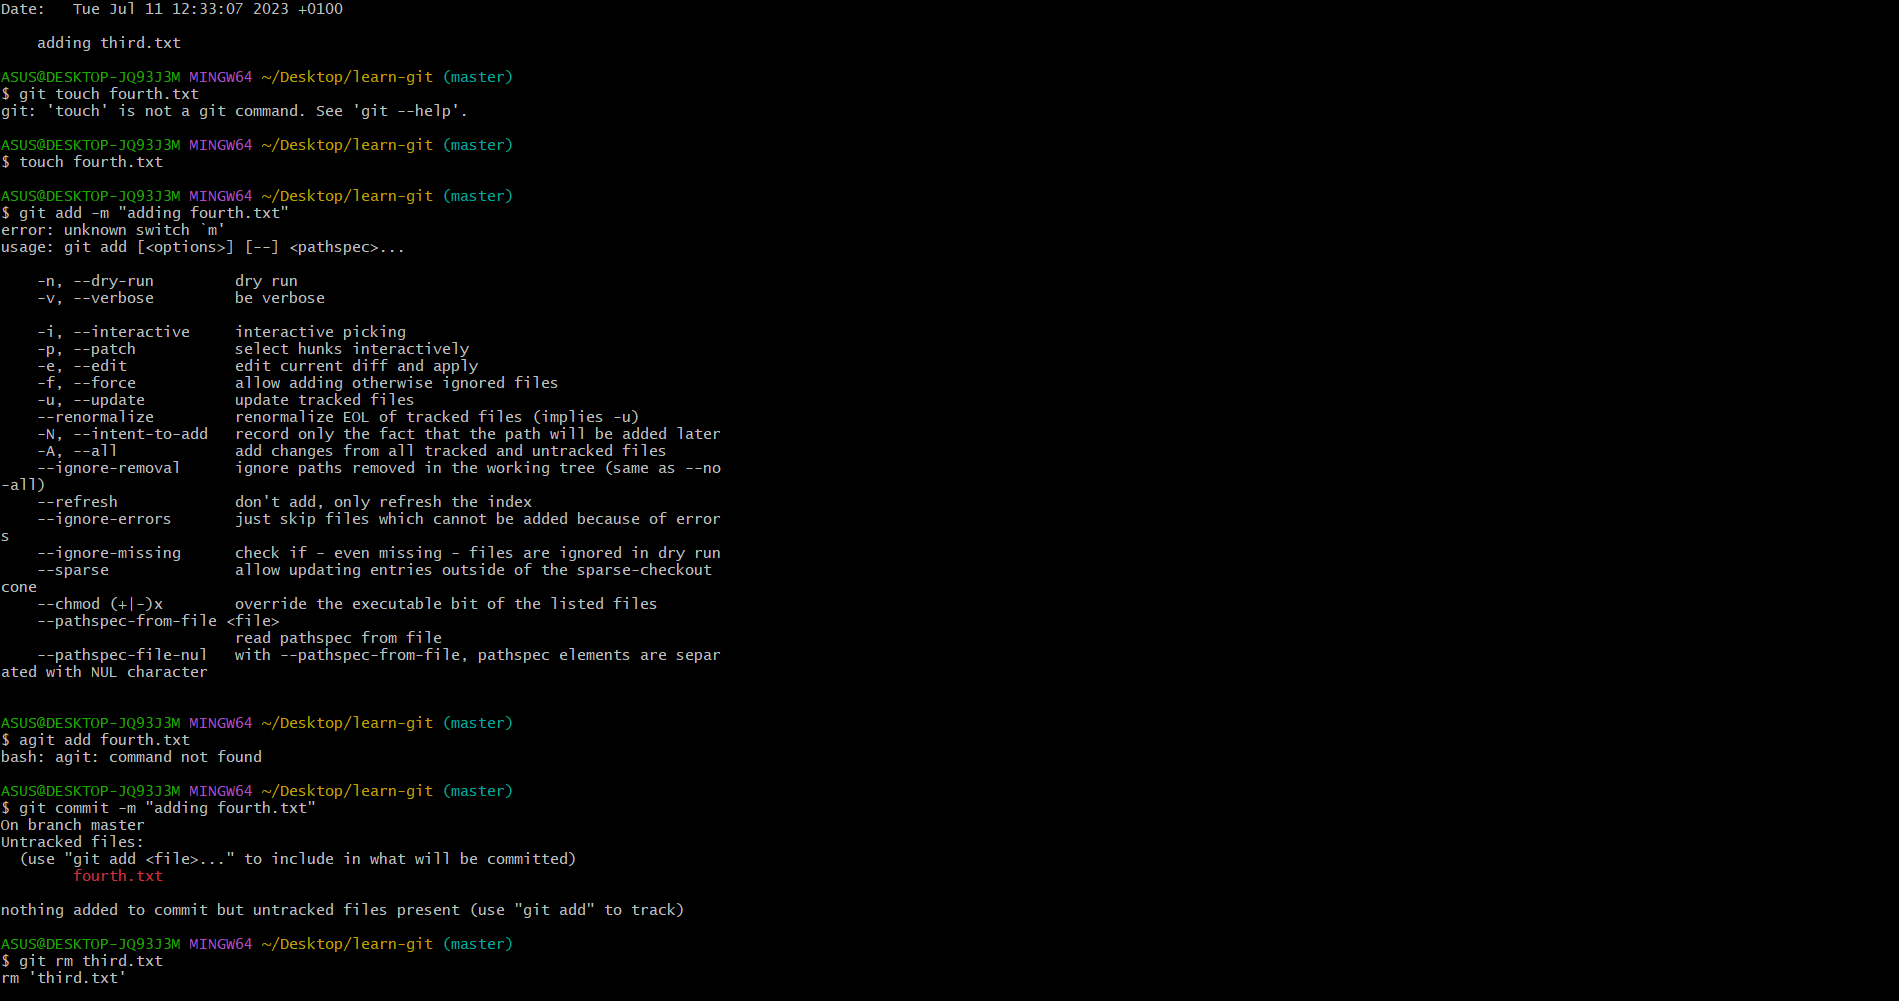 Date:   Tue Jul 11 12:33:07 2023 +0100
    adding third.txt
ASUS@DESKTOP-JQ93J3M MINGW64 ~/Desktop/learn-git (master)
$ git touch fourth.txt
git: 'touch' is not a git command. See 'git --help'.
ASUS@DESKTOP-JQ93J3M MINGW64 ~/Desktop/learn-git (master)
$ touch fourth.txt
ASUS@DESKTOP-JQ93J3M MINGW64 ~/Desktop/learn-git (master)
$ git add -m "adding fourth.txt"
error: unknown switch `m'
usage: git add [<options>] [--] <pathspec>...
    -n, --dry-run         dry run
    -v, --verbose         be verbose
    -i, --interactive     interactive picking
    -p, --patch           select hunks interactively
    -e, --edit            edit current diff and apply
    -f, --force           allow adding otherwise ignored files
    -u, --update          update tracked files
    --renormalize         renormalize EOL of tracked files (implies -u)
    -N, --intent-to-add   record only the fact that the path will be added later
    -A, --all             add changes from all tracked and untracked files
    --ignore-removal      ignore paths removed in the working tree (same as --no
-all)
    --refresh             don't add, only refresh the index
    --ignore-errors       just skip files which cannot be added because of error
s
    --ignore-missing      check if - even missing - files are ignored in dry run
    --sparse              allow updating entries outside of the sparse-checkout
cone
    --chmod (+|-)x        override the executable bit of the listed files
    --pathspec-from-file <file>
                          read pathspec from file
    --pathspec-file-nul   with --pathspec-from-file, pathspec elements are separ
ated with NUL character
ASUS@DESKTOP-JQ93J3M MINGW64 ~/Desktop/learn-git (master)
$ agit add fourth.txt
bash: agit: command not found
ASUS@DESKTOP-JQ93J3M MINGW64 ~/Desktop/learn-git (master)
$ git commit -m "adding fourth.txt"
On branch master
Untracked files:
  (use "git add <file>..." to include in what will be committed)
        fourth.txt
nothing added to commit but untracked files present (use "git add" to track)
ASUS@DESKTOP-JQ93J3M MINGW64 ~/Desktop/learn-git (master)
$ git rm third.txt
rm 'third.txt'